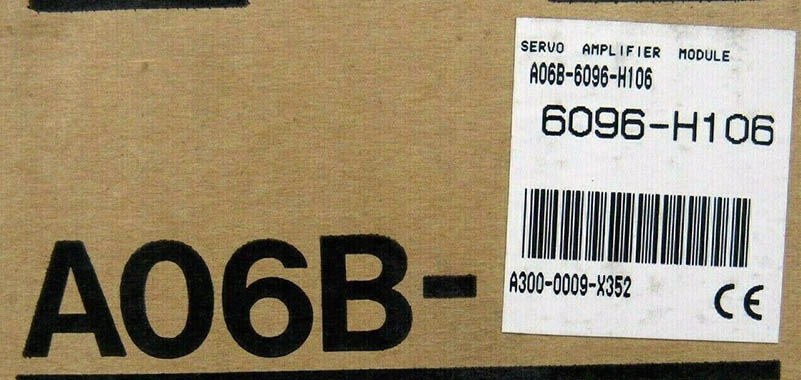 SERVO AMPLIFIER MODULE
A06B-6096-H106
6096-H106
A300-0009-X352
CE
A06B-